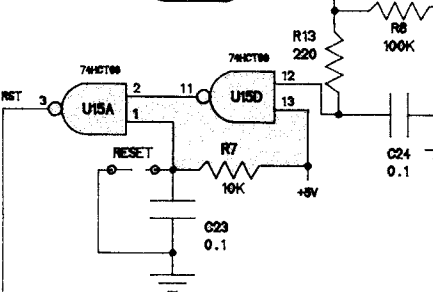 R13
220
R6
100K
74HCT00
74HCT00
12
RST
3
U15A
2
11
U15D
13
1
RESET
R7
10K
+5V
C24
0.1
C23
0.1